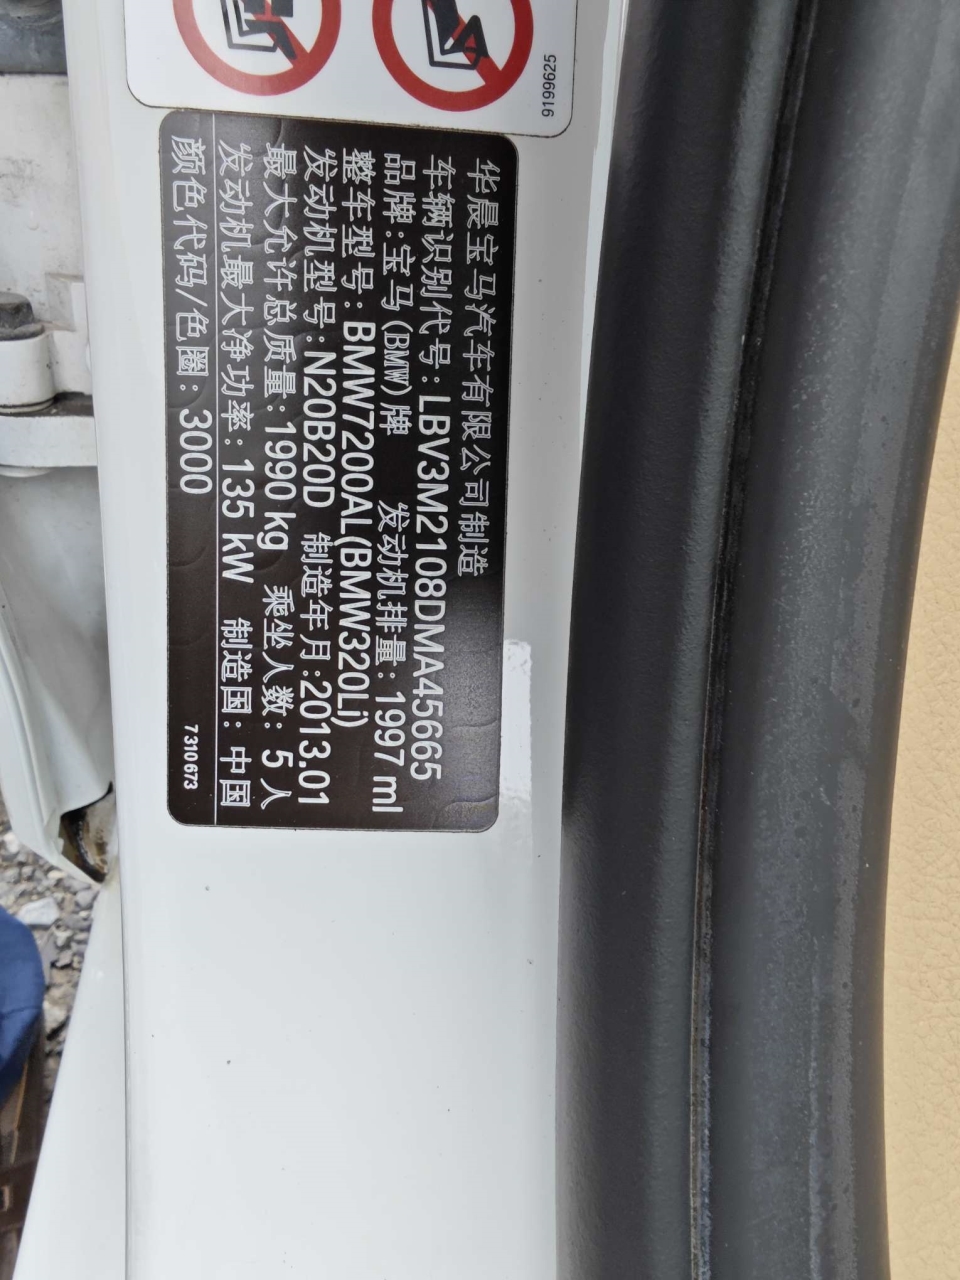 9199625
华晨宝马汽车有限公司制造
车辆识别代号:LBV3M2108DMA45665
品牌:宝马(BMW)牌 发动机排量:1997 ml
整车型号:BMW7200AL(BMW320Li)
发动机型号:N20B20D 制造年月:2013.01
最大允许总质量:1990 kg 乘坐人数:5人
发动机最大净功率:135 kW 制造国:中国
颜色代码/色圈:3000
7310673